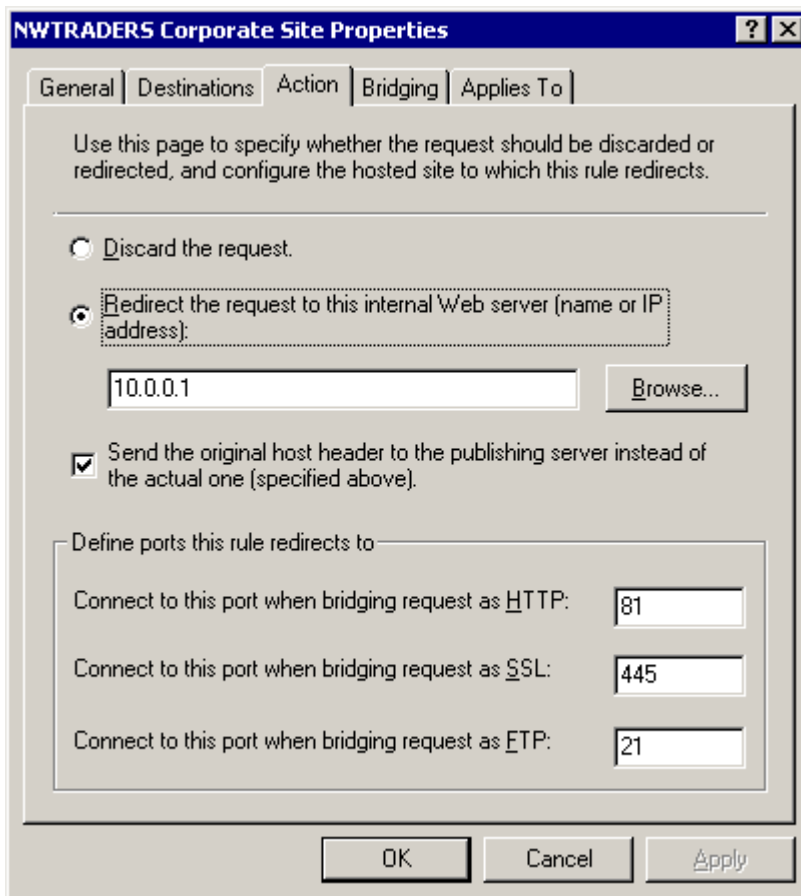 NWTRADERS Corporate Site Properties
General Destinations Action Bridging Applies To
Use this page to specify whether the request should be discarded or
redirected, and configure the hosted site to which this rule redirects.
Discard the request.
Redirect the request to this internal Web server (name or IP
address):
10.0.0.1 Browse...
Send the original host header to the publishing server instead of
the actual one (specified above).
Define ports this rule redirects to
Connect to this port when bridging request as HTTP: 81
Connect to this port when bridging request as SSL: 445
Connect to this port when bridging request as FTP: 21
OK Cancel Apply